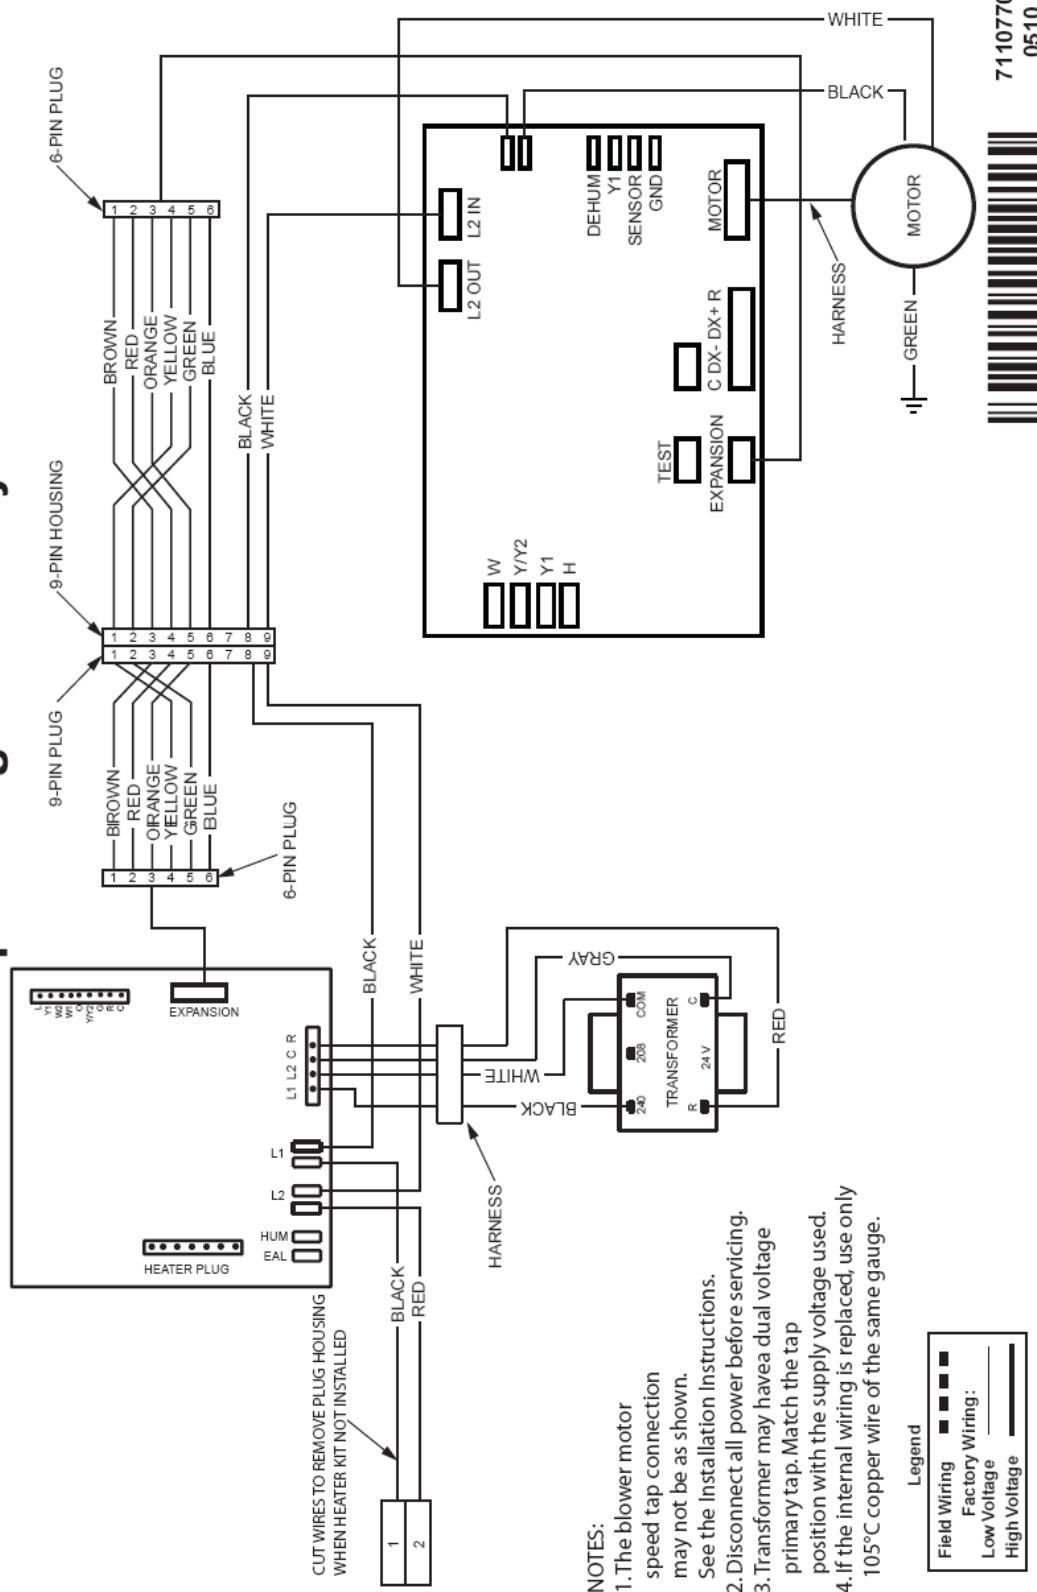 WHITE
7110770
0510
BLACK
6-PIN PLUG
1 2 3 4 5 6
BROWN
RED
ORANGE
YELLOW
GREEN
BLUE
BLACK
WHITE
L2 IN
L2 OUT
DEHUM
Y1
SENSOR
GND
MOTOR
C DX- DX+ R
TEST
EXPANSION
W
Y/Y2
Y1
H
HARNESS
MOTOR
GREEN
9-PIN HOUSING
1 2 3 4 5 6 7 8 9
1 2 3 4 5 6 7 8 9
9-PIN PLUG
BROWN
RED
ORANGE
YELLOW
GREEN
BLUE
1 2 3 4 5 6
6-PIN PLUG
BLACK
WHITE
L
Y1
W2
W1
O
Y/Y2
G
R
C
EXPANSION
L1 L2 C R
L1
L2
HUM
EAL
HEATER PLUG
HARNESS
GRAY
WHITE
BLACK
RED
COM
208
240
TRANSFORMER
C
24 V
R
BLACK
RED
CUT WIRES TO REMOVE PLUG HOUSING
WHEN HEATER KIT NOT INSTALLED
1
2
NOTES:
1. The blower motor
speed tap connection
may not be as shown.
See the Installation Instructions.
2. Disconnect all power before servicing.
3. Transformer may havea dual voltage
primary tap. Match the tap
position with the supply voltage used.
4. If the internal wiring is replaced, use only
105°C copper wire of the same gauge.
Legend
Field Wiring
Factory Wiring:
Low Voltage
High Voltage